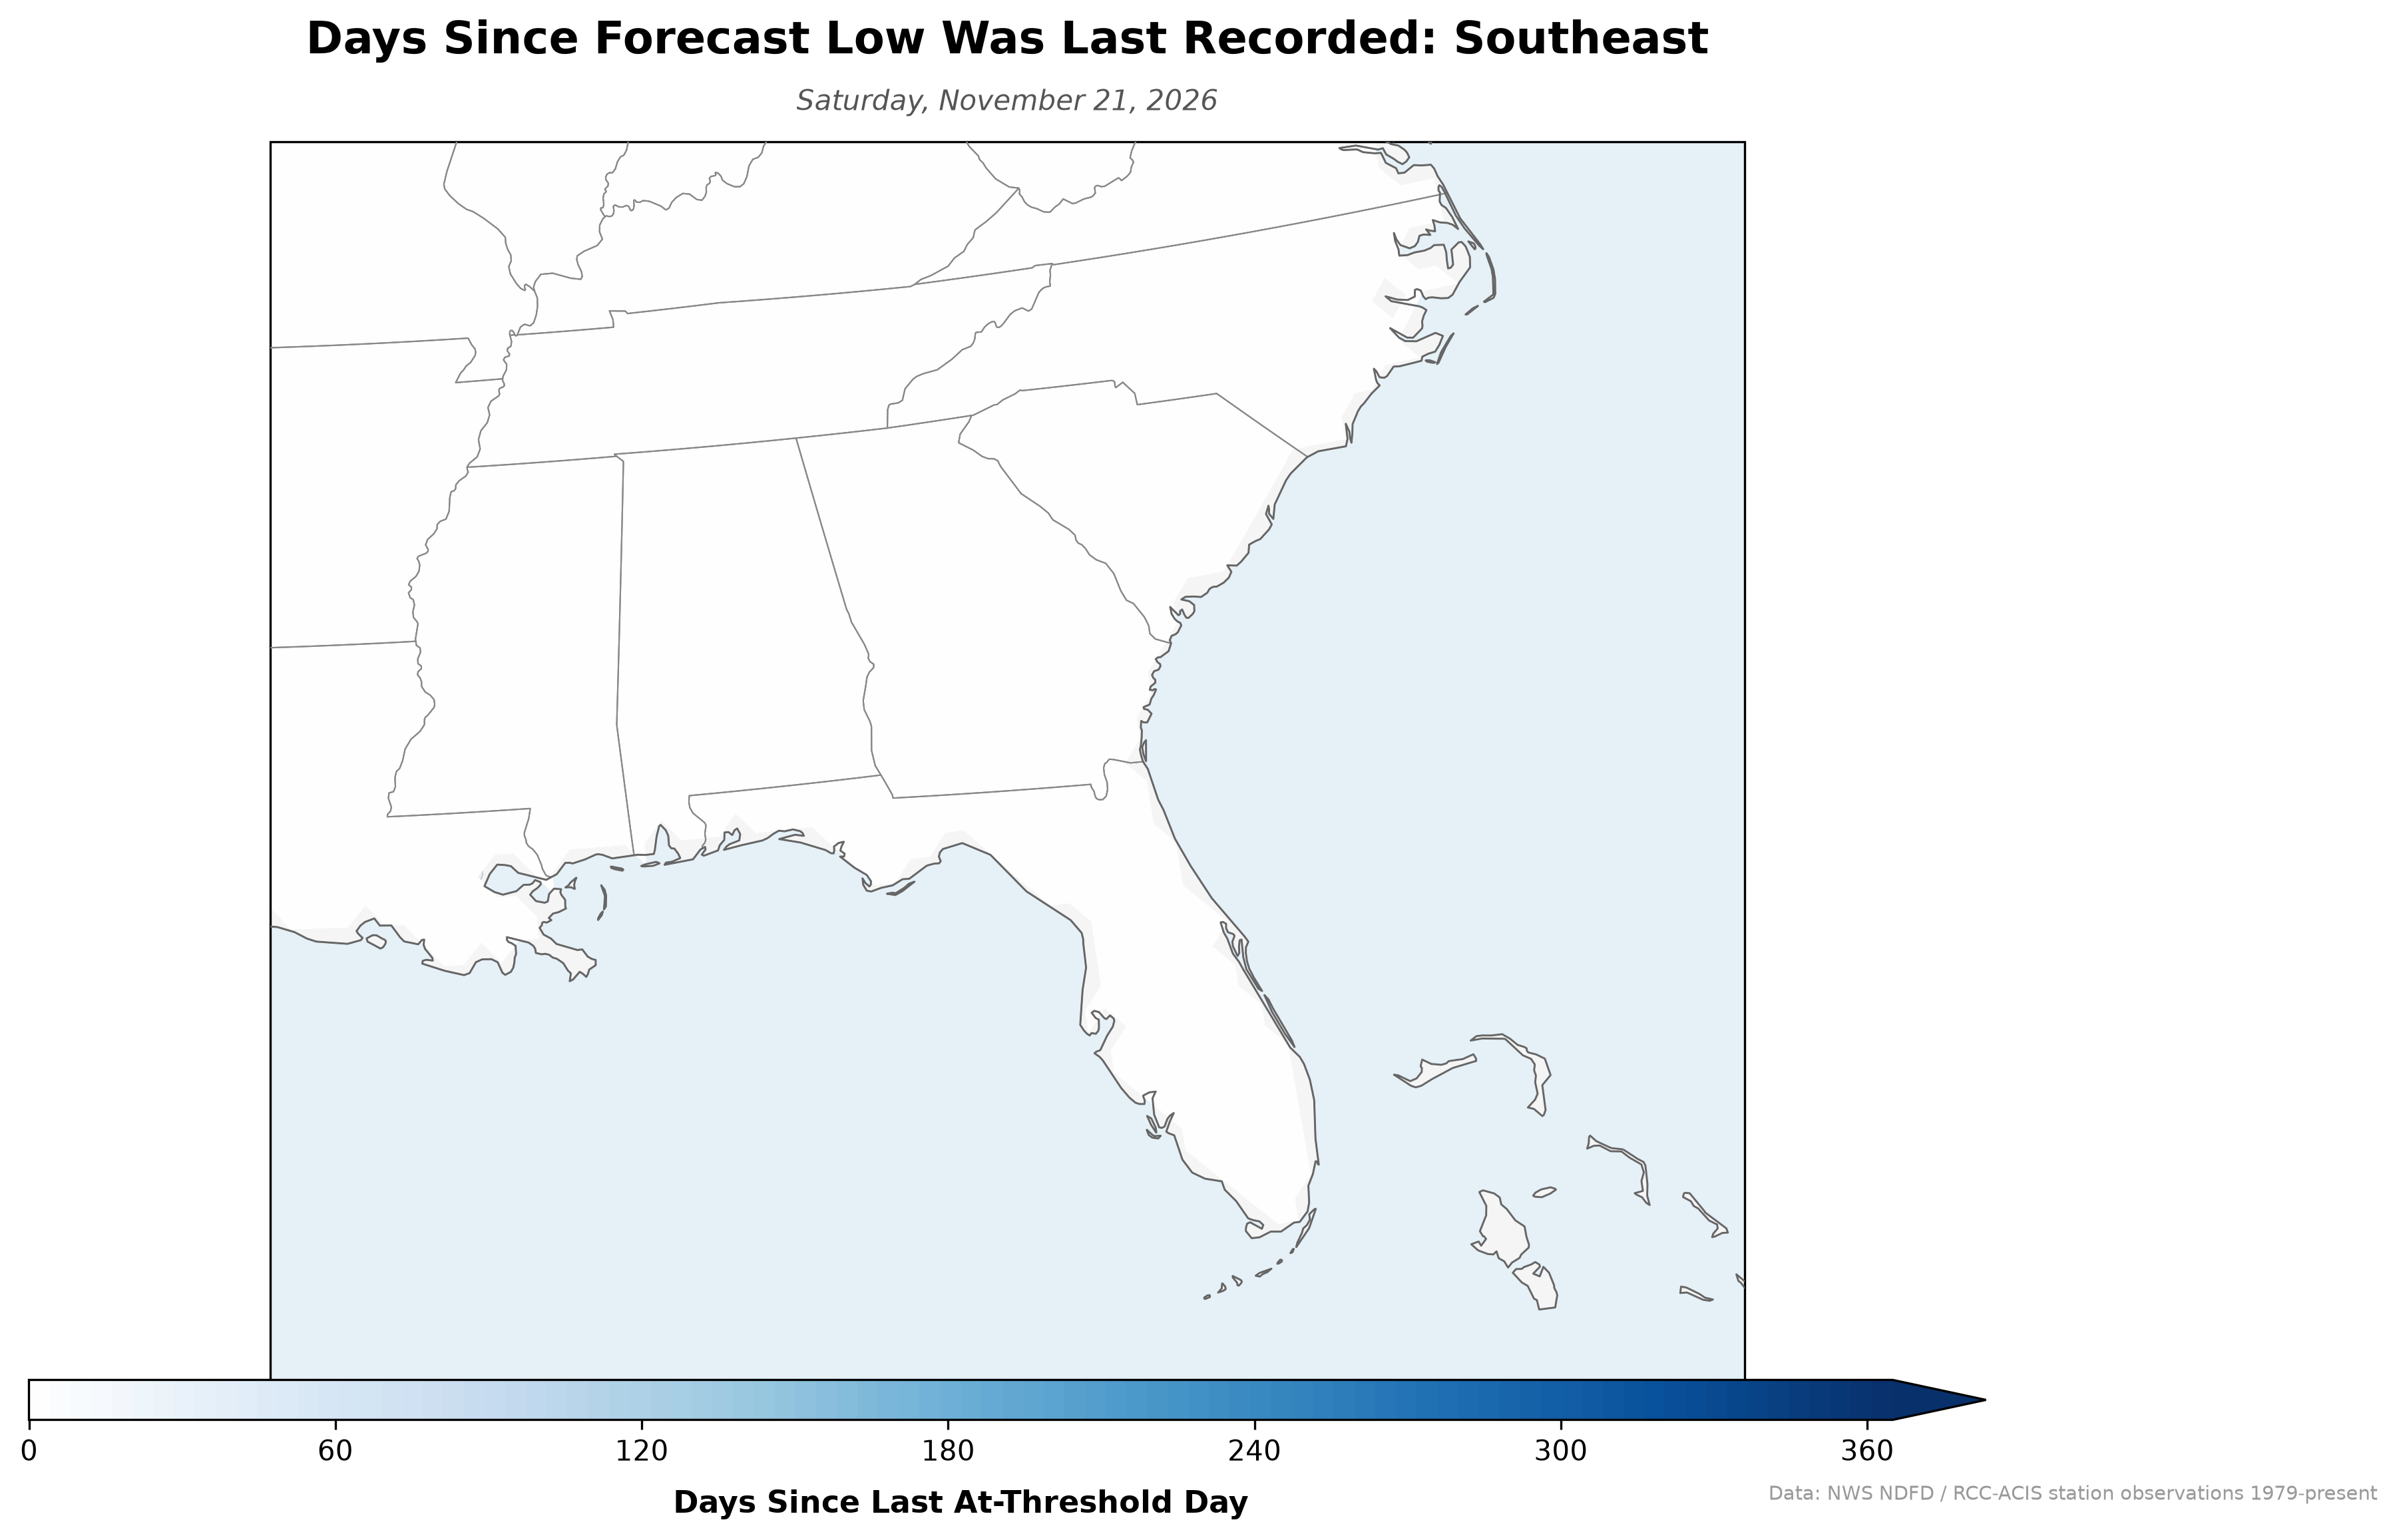 Days Since Forecast Low Was Last Recorded: Southeast
Saturday, November 21, 2026
0 60 120 180 240 300 360
Days Since Last At-Threshold Day
Data: NWS NDFD / RCC-ACIS station observations 1979-present